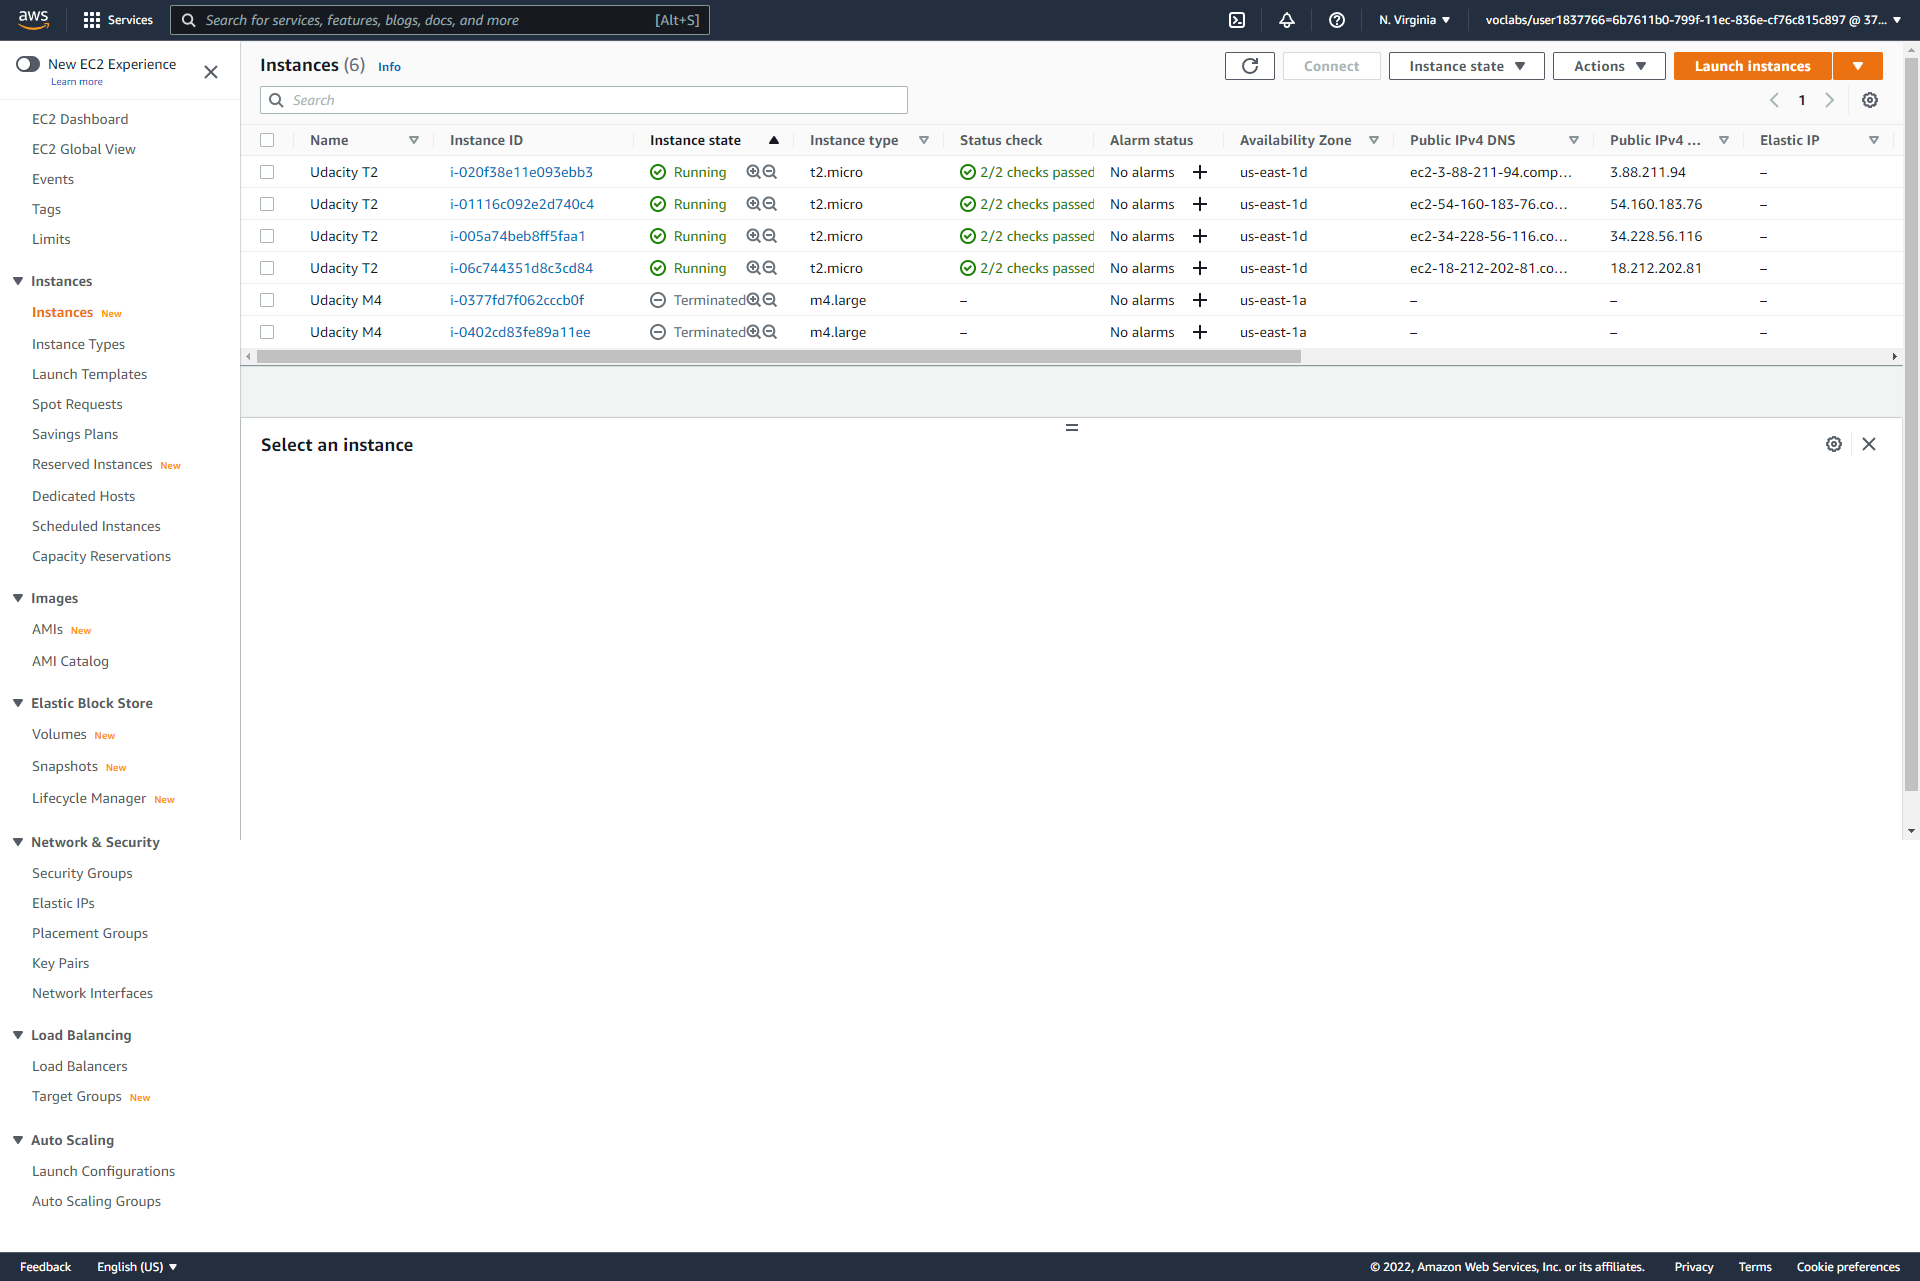 aws Services Search for services, features, blogs, docs, and more [Alt+S] N. Virginia voclabs/user1837766=6b7611b0-799f-11ec-836e-cf76c815c897 @ 37...
New EC2 Experience
Learn more
EC2 Dashboard
EC2 Global View
Events
Tags
Limits
Instances
Instances New
Instance Types
Launch Templates
Spot Requests
Savings Plans
Reserved Instances New
Dedicated Hosts
Scheduled Instances
Capacity Reservations
Images
AMIs New
AMI Catalog
Elastic Block Store
Volumes New
Snapshots New
Lifecycle Manager New
Network & Security
Security Groups
Elastic IPs
Placement Groups
Key Pairs
Network Interfaces
Load Balancing
Load Balancers
Target Groups New
Auto Scaling
Launch Configurations
Auto Scaling Groups
Instances (6) Info Connect Instance state Actions Launch instances
Search 1
Name Instance ID Instance state Instance type Status check Alarm status Availability Zone Public IPv4 DNS Public IPv4 ... Elastic IP
Udacity T2 i-020f38e11e093ebb3 Running t2.micro 2/2 checks passed No alarms us-east-1d ec2-3-88-211-94.comp... 3.88.211.94 –
Udacity T2 i-01116c092e2d740c4 Running t2.micro 2/2 checks passed No alarms us-east-1d ec2-54-160-183-76.co... 54.160.183.76 –
Udacity T2 i-005a74beb8ff5faa1 Running t2.micro 2/2 checks passed No alarms us-east-1d ec2-34-228-56-116.co... 34.228.56.116 –
Udacity T2 i-06c744351d8c3cd84 Running t2.micro 2/2 checks passed No alarms us-east-1d ec2-18-212-202-81.co... 18.212.202.81 –
Udacity M4 i-0377fd7f062cccb0f Terminated m4.large – No alarms us-east-1a – – –
Udacity M4 i-0402cd83fe89a11ee Terminated m4.large – No alarms us-east-1a – – –
Select an instance
Feedback English (US) © 2022, Amazon Web Services, Inc. or its affiliates. Privacy Terms Cookie preferences